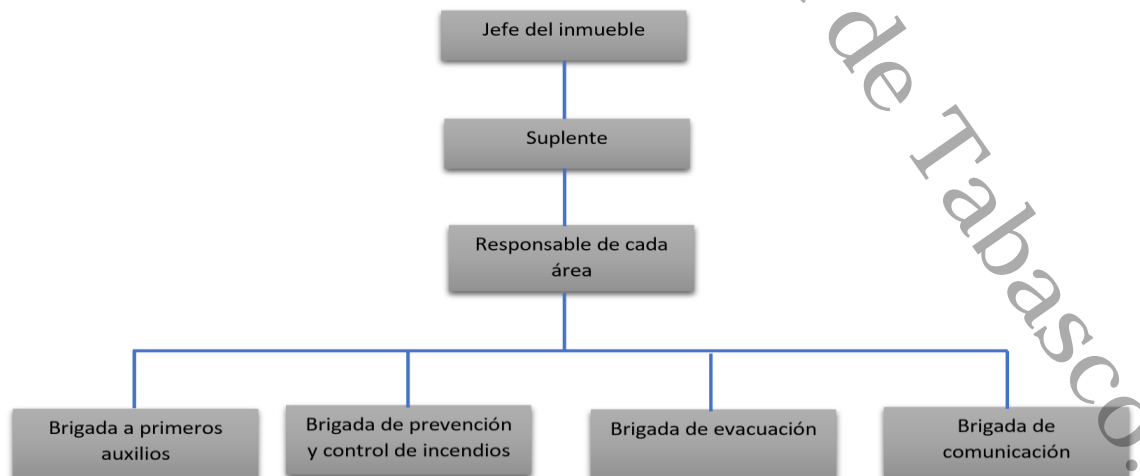 Jefe del inmueble
Suplente
Responsable de cada
área
Brigada a primeros
auxilios
Brigada de prevención
y control de incendios
Brigada de evacuación
Brigada de
comunicación
de Tabasco.